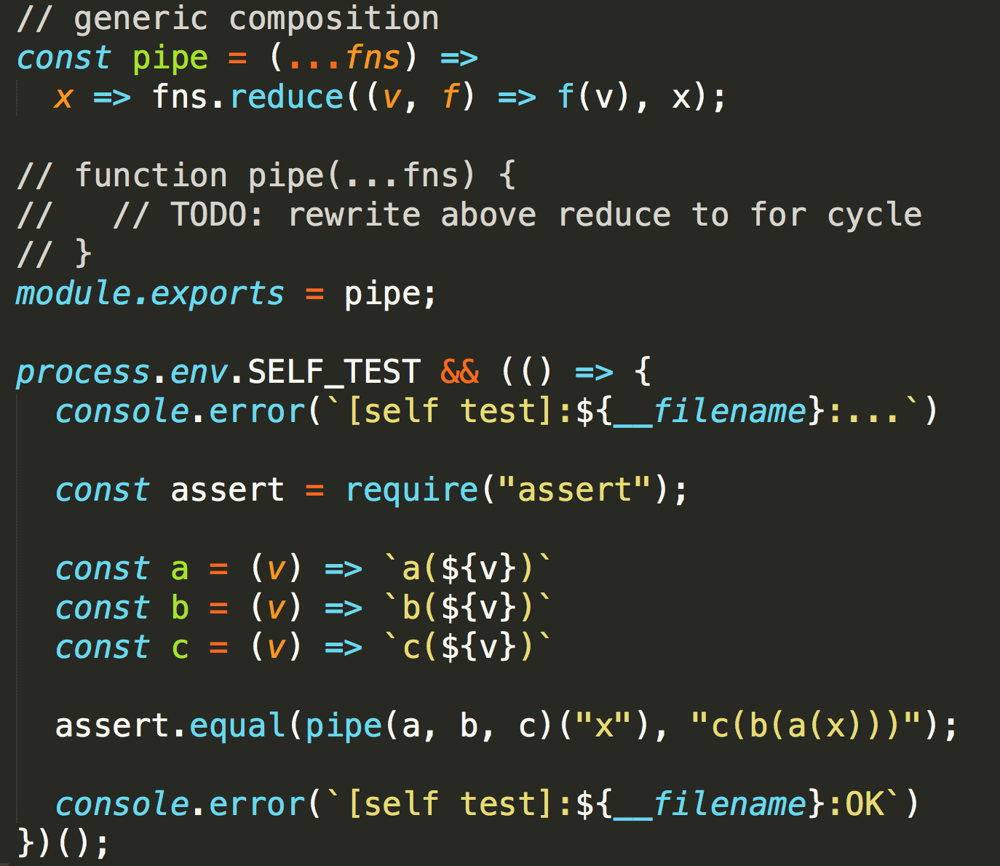 // generic composition
const pipe = (...fns) =>
  x => fns.reduce((v, f) => f(v), x);

// function pipe(...fns) {
//   // TODO: rewrite above reduce to for cycle
// }
module.exports = pipe;

process.env.SELF_TEST && (() => {
  console.error(`[self test]:${__filename}:...`)

  const assert = require("assert");

  const a = (v) => `a(${v})`
  const b = (v) => `b(${v})`
  const c = (v) => `c(${v})`

  assert.equal(pipe(a, b, c)("x"), "c(b(a(x)))");

  console.error(`[self test]:${__filename}:OK`)
})();